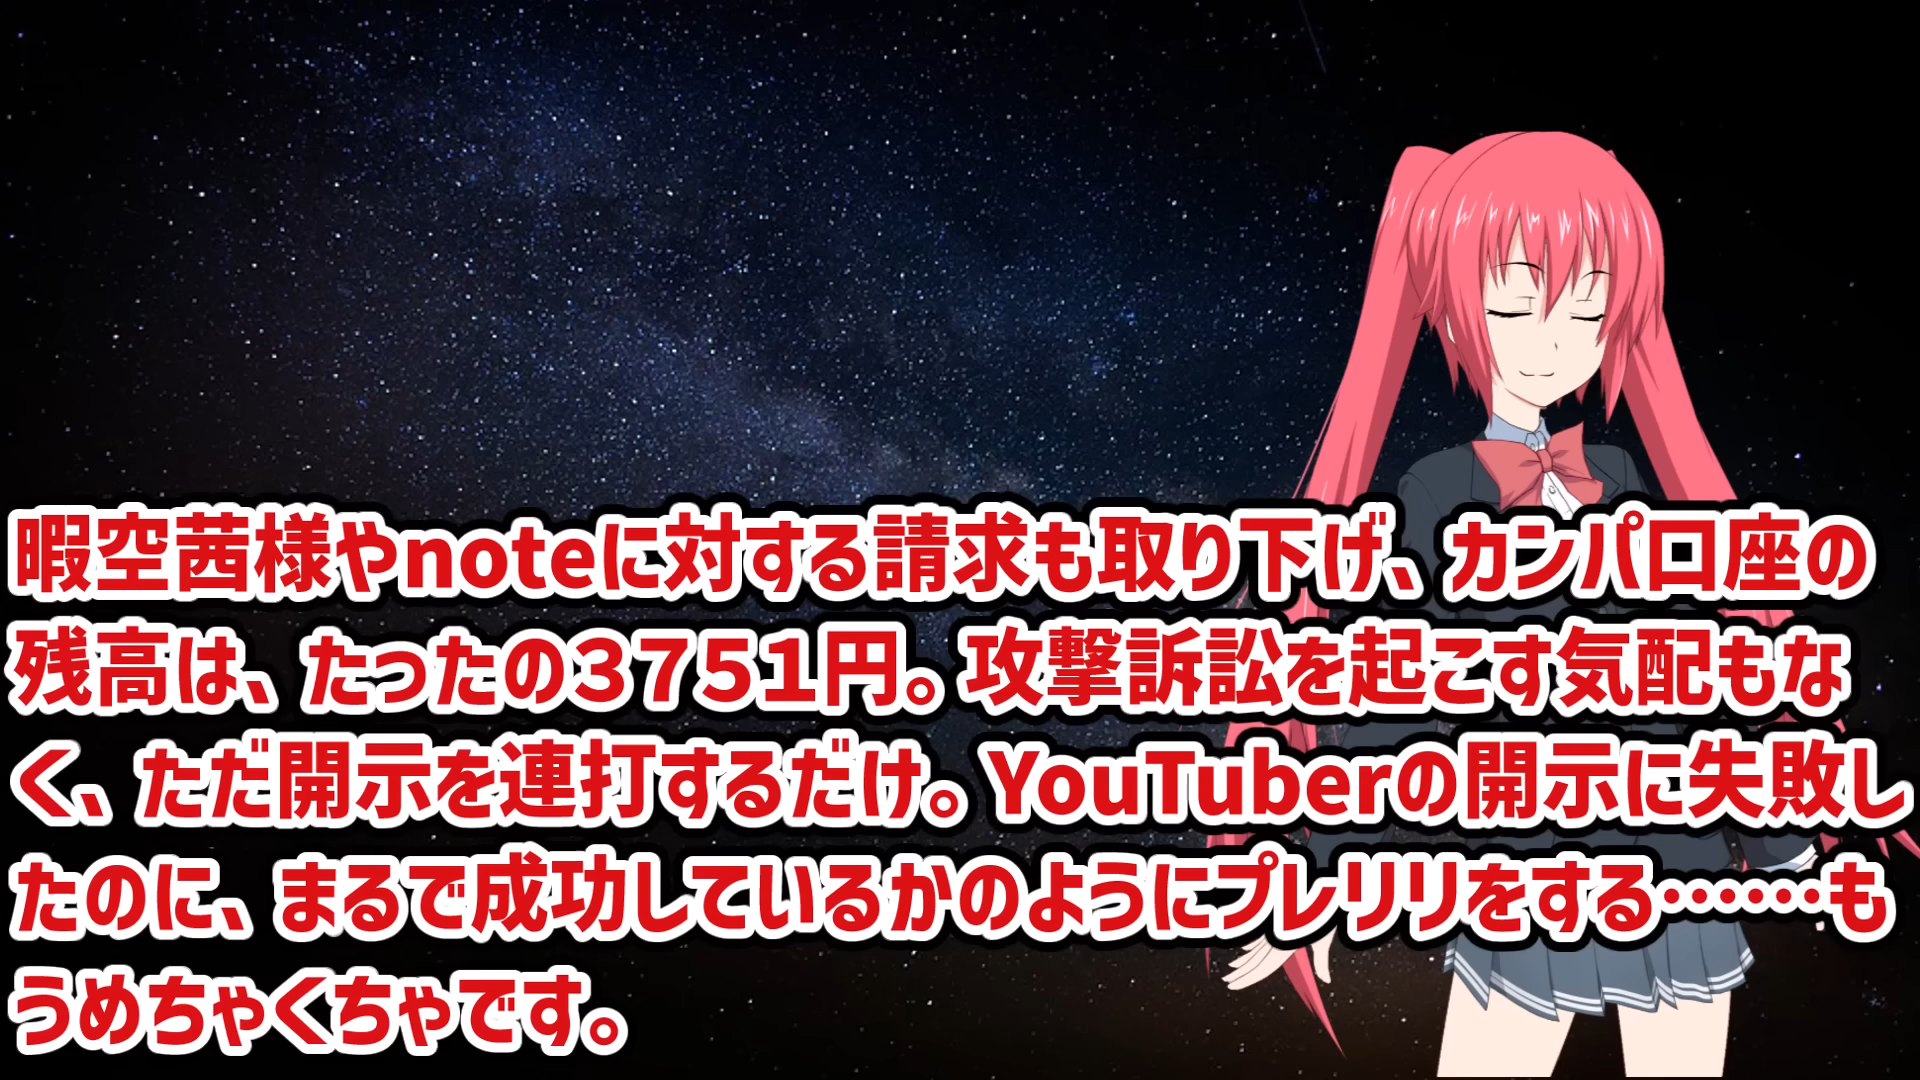 暇空茜様やnoteに対する請求も取り下げ、カンパ口座の
残高は、たったの３７５１円。攻撃訴訟を起こす気配もな
く、ただ開示を連打するだけ。YouTuberの開示に失敗し
たのに、まるで成功しているかのようにプレリリをする……も
うめちゃくちゃです。